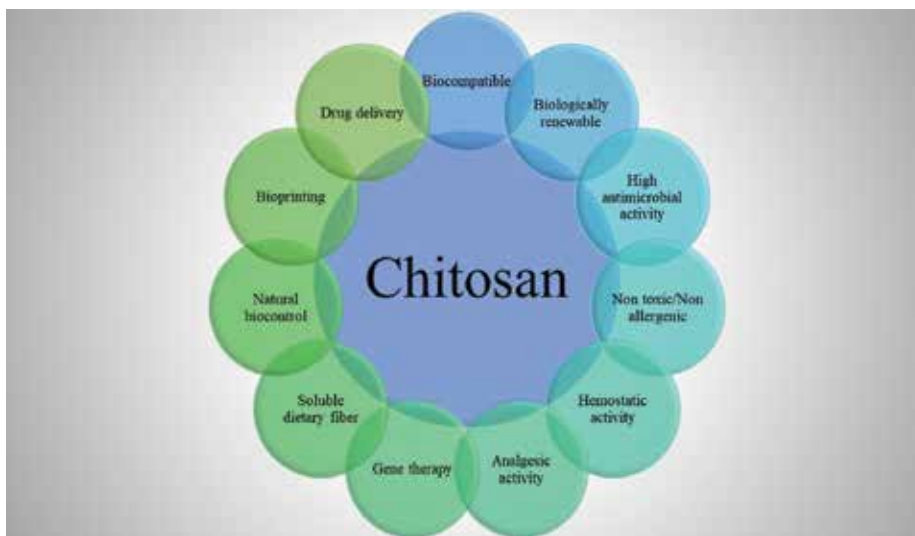 Biocompatible
Biologically
renewable
High
antimicrobial
activity
Non toxic/Non
allergenic
Hemostatic
activity
Analgesic
activity
Gene therapy
Soluble
dietary fiber
Natural
biocontrol
Bioprinting
Drug delivery
Chitosan